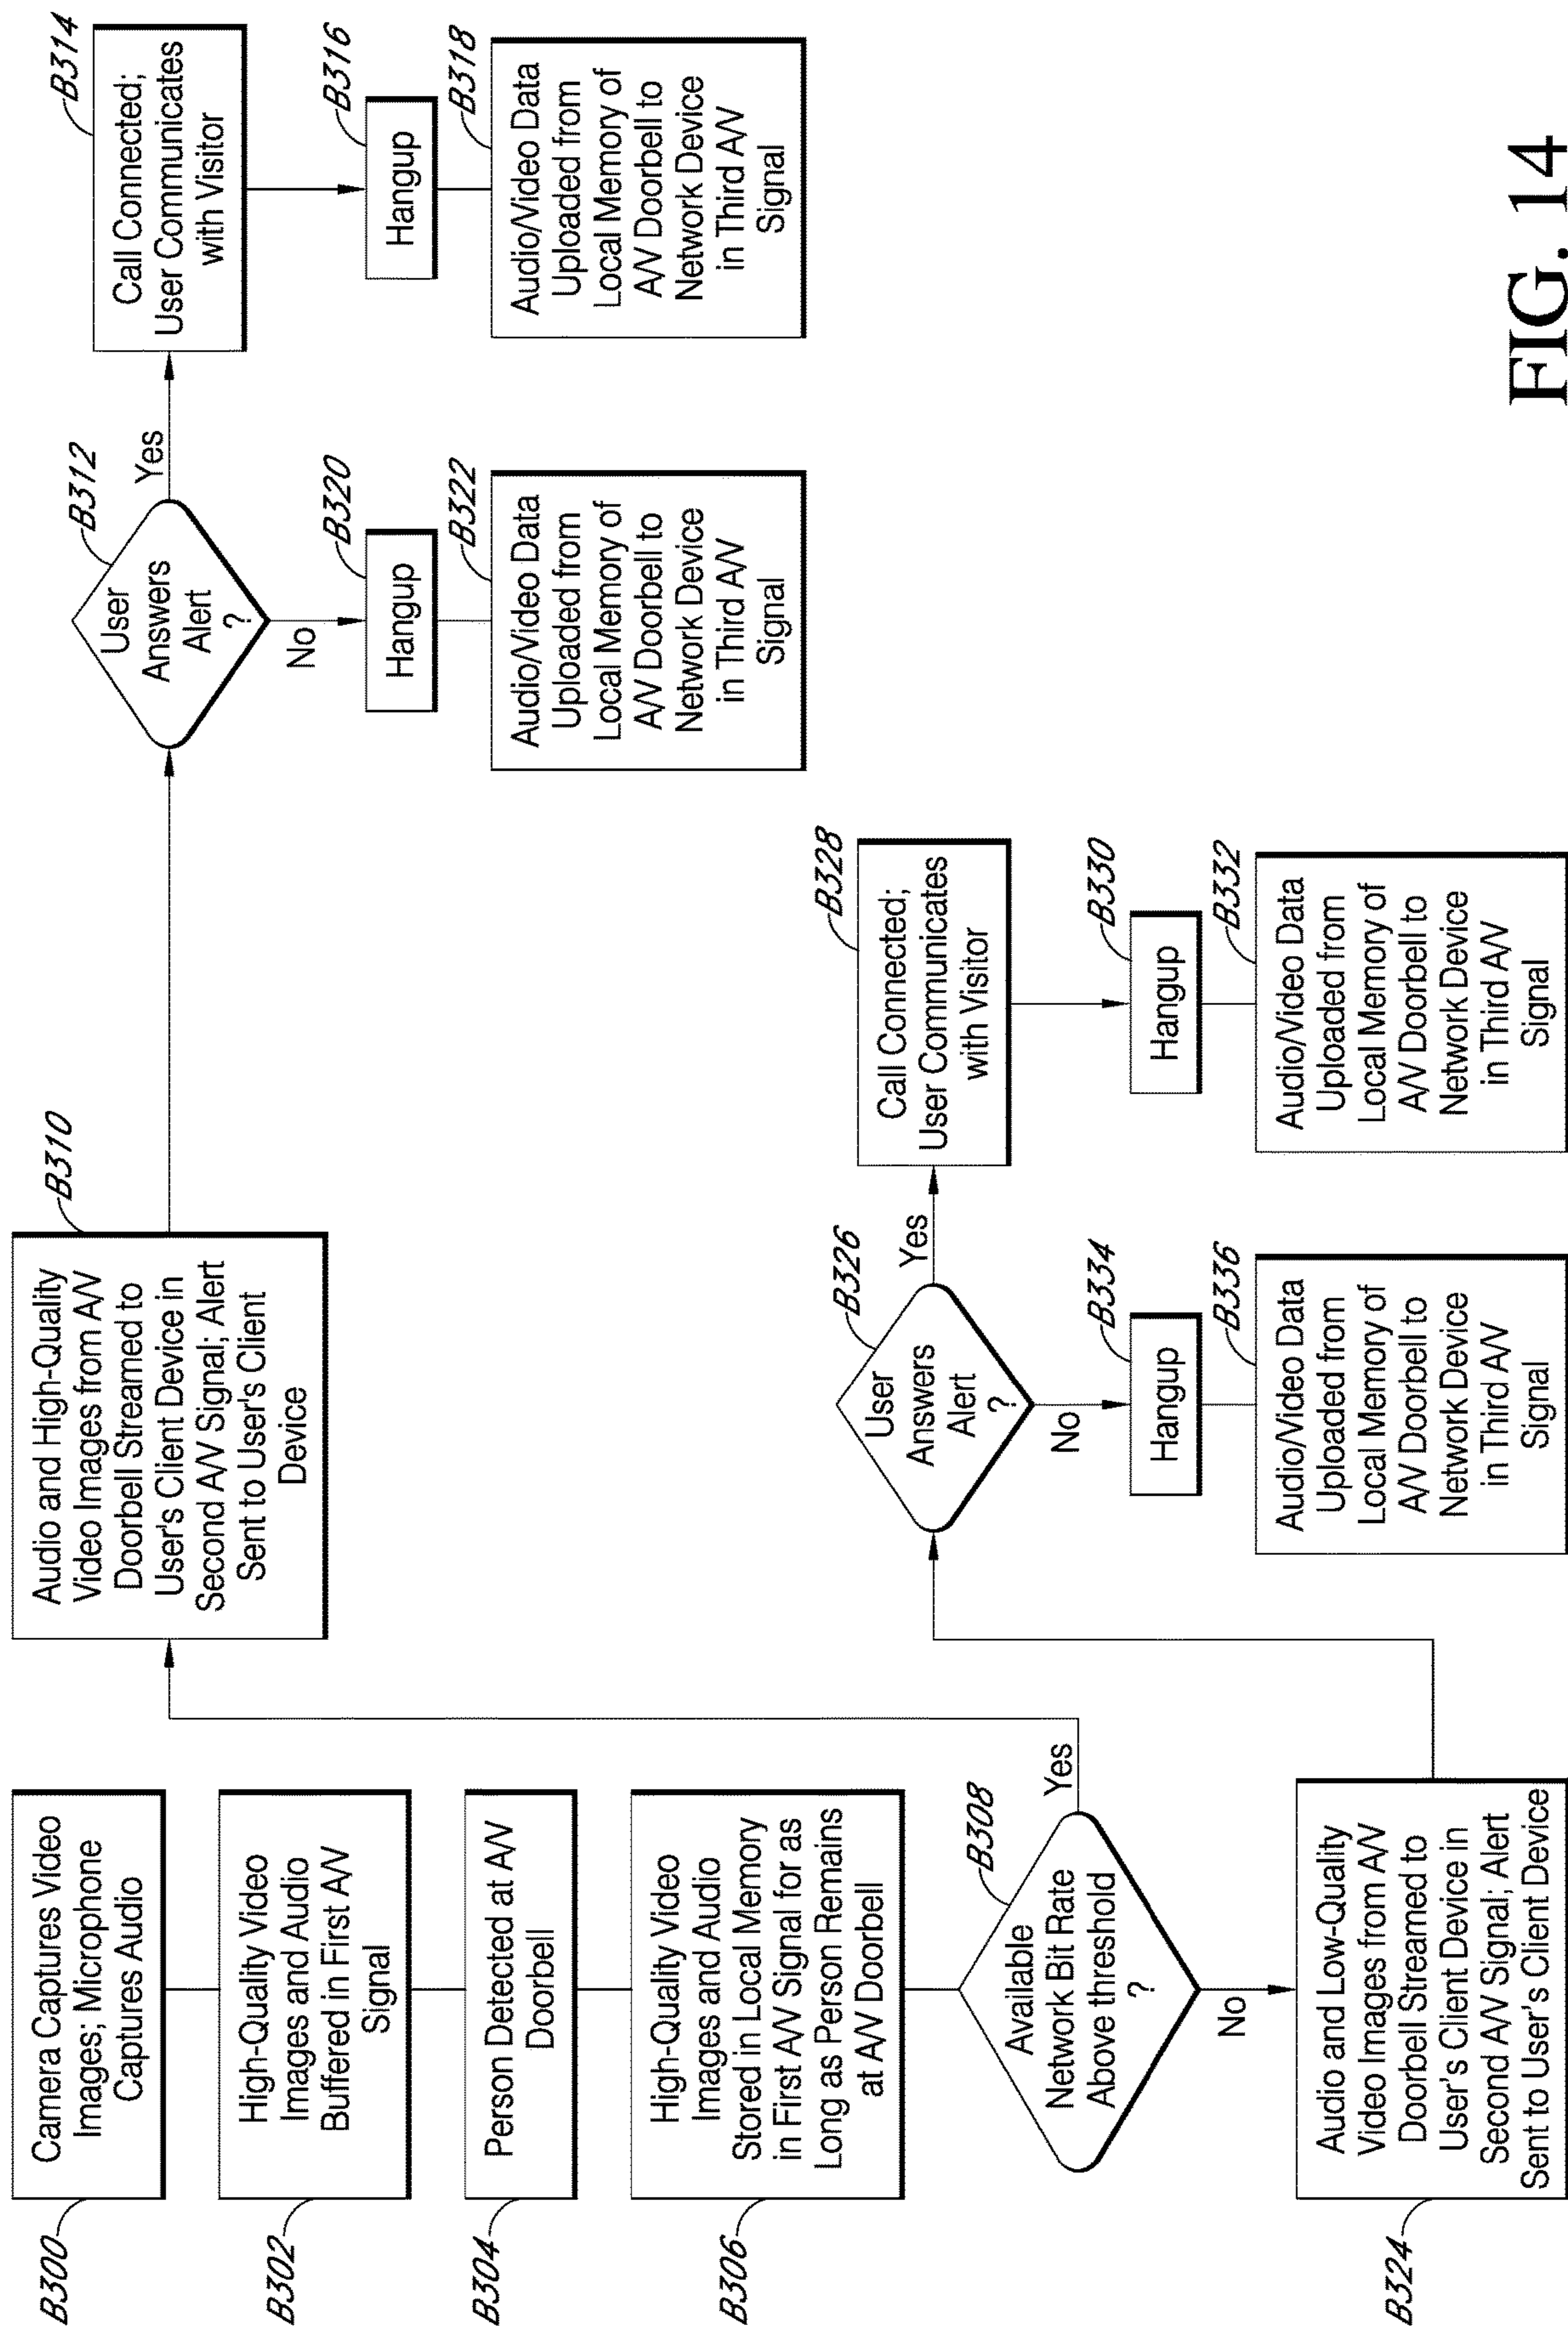 B300
Camera Captures Video
Images; Microphone
Captures Audio
B302
High-Quality Video
Images and Audio
Buffered in First A/V
Signal
B304
Person Detected at A/V
Doorbell
B306
High-Quality Video
Images and Audio
Stored in Local Memory
in First A/V Signal for as
Long as Person Remains
at A/V Doorbell
B308
Available
Network Bit Rate
Above threshold
?
Yes
No
B310
Audio and High-Quality
Video Images from A/V
Doorbell Streamed to
User's Client Device in
Second A/V Signal; Alert
Sent to User's Client
Device
B312
User
Answers
Alert
?
Yes
No
B314
Call Connected;
User Communicates
with Visitor
B316
Hangup
B318
Audio/Video Data
Uploaded from
Local Memory of
A/V Doorbell to
Network Device
in Third A/V
Signal
B320
Hangup
B322
Audio/Video Data
Uploaded from
Local Memory of
A/V Doorbell to
Network Device
in Third A/V
Signal
B324
Audio and Low-Quality
Video Images from A/V
Doorbell Streamed to
User's Client Device in
Second A/V Signal; Alert
Sent to User's Client Device
B326
User
Answers
Alert
?
Yes
No
B328
Call Connected;
User Communicates
with Visitor
B330
Hangup
B332
Audio/Video Data
Uploaded from
Local Memory of
A/V Doorbell to
Network Device
in Third A/V
Signal
B334
Hangup
B336
Audio/Video Data
Uploaded from
Local Memory of
A/V Doorbell to
Network Device
in Third A/V
Signal
FIG. 14